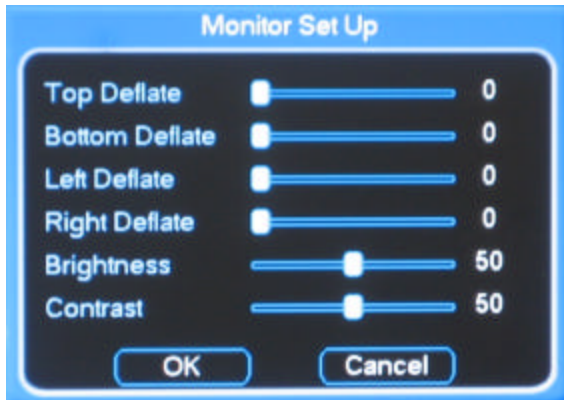 Monitor Set Up
Top Deflate 0
Bottom Deflate 0
Left Deflate 0
Right Deflate 0
Brightness 50
Contrast 50
OK Cancel